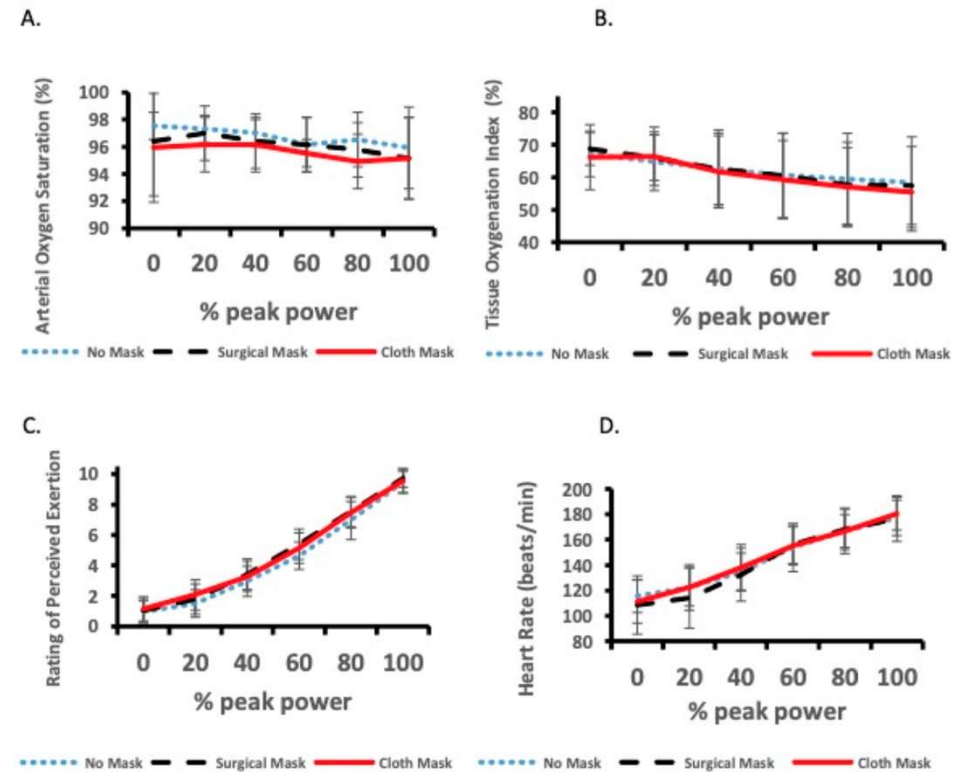 A.
Arterial Oxygen Saturation (%)
100
98
96
94
92
90
0 20 40 60 80 100
% peak power
No Mask Surgical Mask Cloth Mask
B.
Tissue Oxygenation Index (%)
80
70
60
50
40
0 20 40 60 80 100
% peak power
No Mask Surgical Mask Cloth Mask
C.
Rating of Perceived Exertion
10
8
6
4
2
0
0 20 40 60 80 100
% peak power
No Mask Surgical Mask Cloth Mask
D.
Heart Rate (beats/min)
200
180
160
140
120
100
80
0 20 40 60 80 100
% peak power
No Mask Surgical Mask Cloth Mask